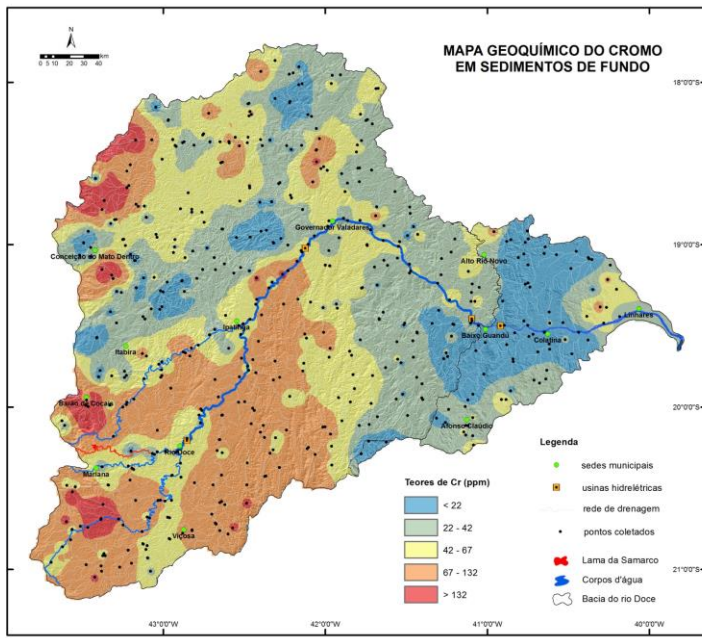 N
0 5 10 20 30 40
km
MAPA GEOQUÍMICO DO CROMO
EM SEDIMENTOS DE FUNDO
18°0'0"S
19°0'0"S
20°0'0"S
21°0'0"S
Governador Valadares
Conceição do Mato Dentro
Alto Rio Novo
Ipatinga
Linhares
Baixo Guandú
Colatina
Itabira
Barão de Cocais
Afonso Cláudio
Rio Doce
Mariana
Viçosa
Teores de Cr (ppm)
< 22
22 - 42
42 - 67
67 - 132
> 132
Legenda
sedes municipais
usinas hidrelétricas
rede de drenagem
pontos coletados
Lama da Samarco
Corpos d'água
Bacia do rio Doce
43°0'0"W
42°0'0"W
41°0'0"W
40°0'0"W